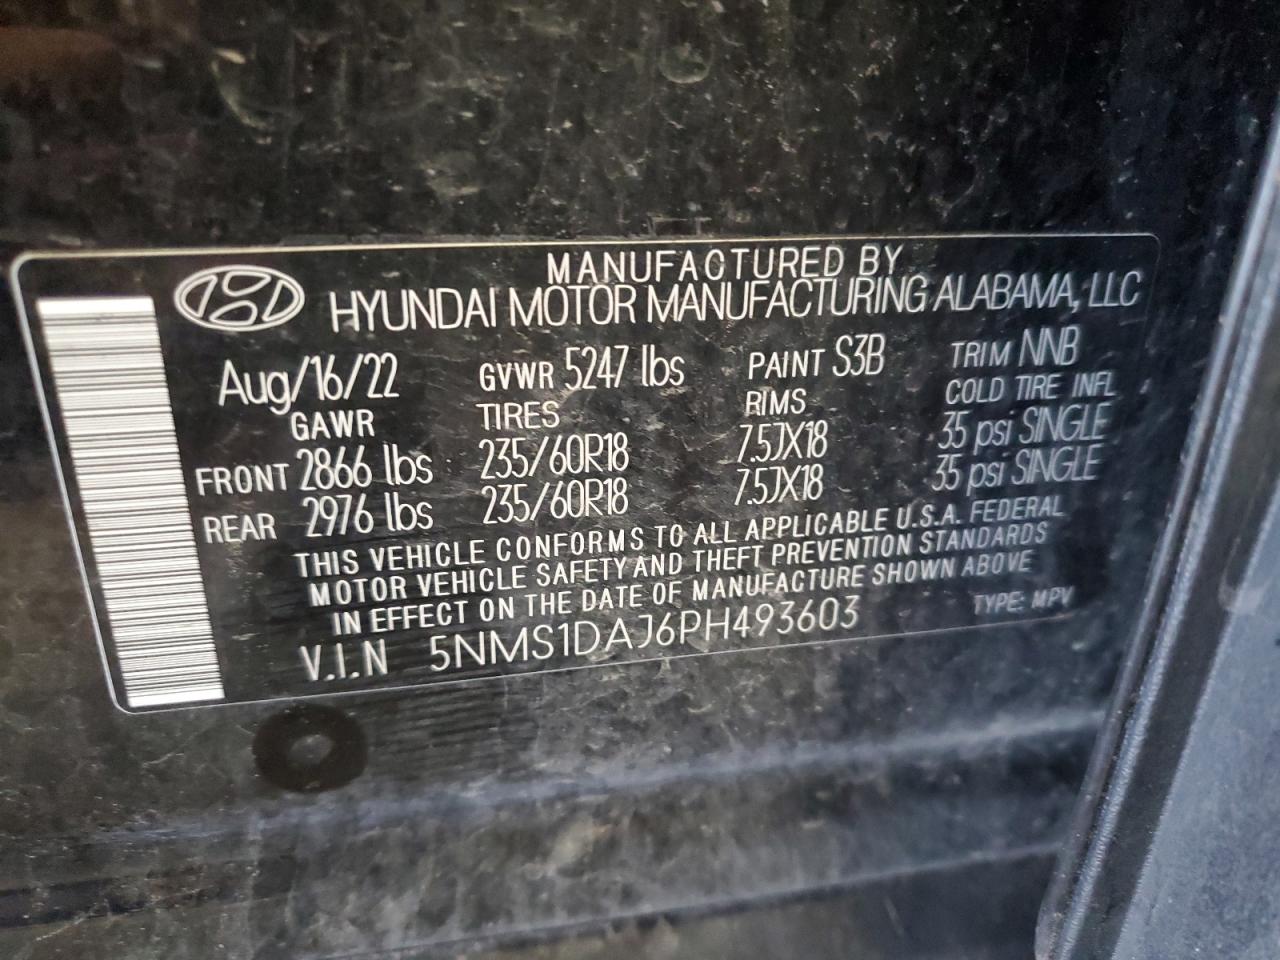 MANUFACTURED BY
HYUNDAI MOTOR MANUFACTURING ALABAMA, LLC
Aug/16/22 GVWR 5247 lbs PAINT S3B TRIM NNB
GAWR TIRES RIMS COLD TIRE INFL
FRONT 2866 lbs 235/60R18 7.5JX18 35 psi SINGLE
REAR 2976 lbs 235/60R18 7.5JX18 35 psi SINGLE
THIS VEHICLE CONFORMS TO ALL APPLICABLE U.S.A. FEDERAL
MOTOR VEHICLE SAFETY AND THEFT PREVENTION STANDARDS
IN EFFECT ON THE DATE OF MANUFACTURE SHOWN ABOVE
V.I.N 5NMS1DAJ6PH493603 TYPE: MPV